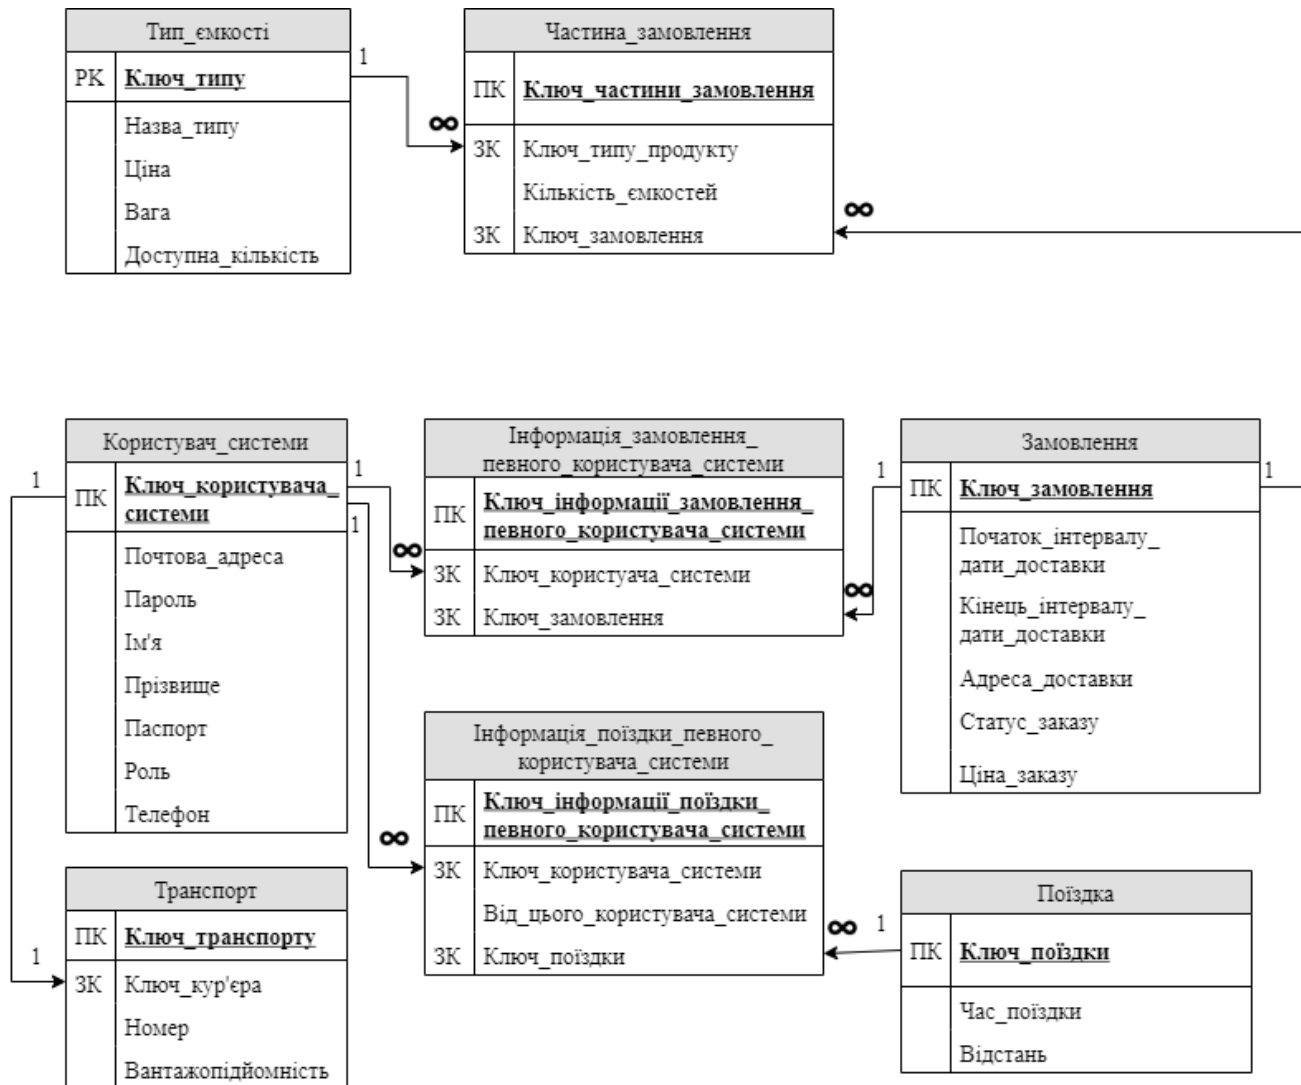 Тип_ємкості
PK Ключ_типу
Назва_типу
Ціна
Вага
Доступна_кількість
1
∞
Частина_замовлення
ПК Ключ_частини_замовлення
ЗК Ключ_типу_продукту
Кількість_ємкостей
ЗК Ключ_замовлення
∞
Користувач_системи
ПК Ключ_користувача_
системи
Почтова_адреса
Пароль
Ім'я
Прізвище
Паспорт
Роль
Телефон
1
1
1
∞
∞
Інформація_замовлення_
певного_користувача_системи
ПК Ключ_інформації_замовлення_
певного_користувача_системи
ЗК Ключ_користуача_системи
ЗК Ключ_замовлення
1
∞
Замовлення
ПК Ключ_замовлення
Початок_інтервалу_
дати_доставки
Кінець_інтервалу_
дати_доставки
Адреса_доставки
Статус_заказу
Ціна_заказу
1
Інформація_поїздки_певного_
користувача_системи
ПК Ключ_інформації_поїздки_
певного_користувача_системи
ЗК Ключ_користувача_системи
Від_цього_користувача_системи
ЗК Ключ_поїздки
∞
1
Транспорт
ПК Ключ_транспорту
ЗК Ключ_кур'єра
Номер
Вантажопідйомність
1
Поїздка
ПК Ключ_поїздки
Час_поїздки
Відстань